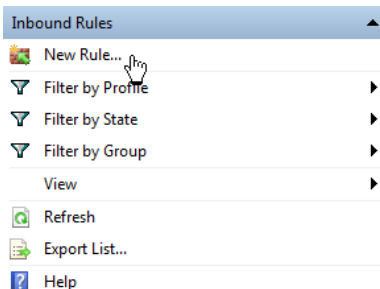 Inbound Rules
New Rule...
Filter by Profile
Filter by State
Filter by Group
View
Refresh
Export List...
Help